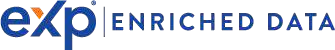 eXp® | ENRICHED DATA